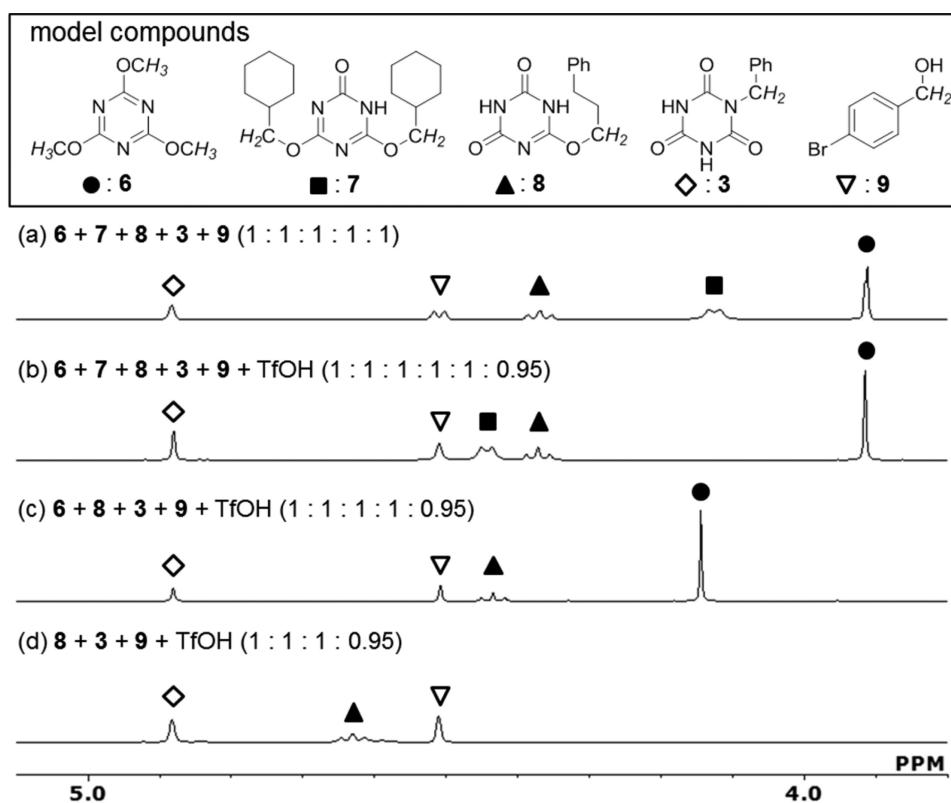 model compounds
OCH3 O O Ph Ph OH
N N N NH HN NH HN N CH2 CH2
H3CO N OCH3 O N O O N O CH2 O N O Br
H
● : 6 ■ : 7 ▲ : 8 ◇ : 3 ▽ : 9
(a) 6 + 7 + 8 + 3 + 9 (1 : 1 : 1 : 1 : 1)
(b) 6 + 7 + 8 + 3 + 9 + TfOH (1 : 1 : 1 : 1 : 1 : 0.95)
(c) 6 + 8 + 3 + 9 + TfOH (1 : 1 : 1 : 1 : 0.95)
(d) 8 + 3 + 9 + TfOH (1 : 1 : 1 : 0.95)
PPM
5.0 4.0